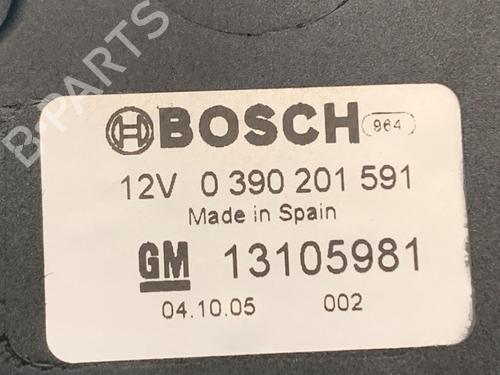 B-PARTS
BOSCH 964
12V 0 390 201 591
Made in Spain
GM 13105981
04.10.05 002